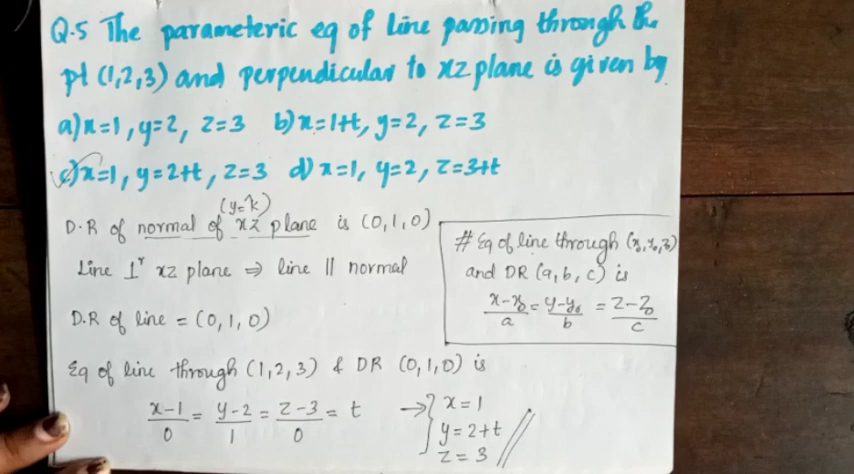 Q.5 The parameteric eq of line passing through the
pt (1,2,3) and perpendicular to xz plane is given by
a) x=1, y=2, z=3 b) x=1+t, y=2, z=3
c) x=1, y=2+t, z=3 d) x=1, y=2, z=3+t
(y=k)
D.R of normal of xz plane is (0,1,0)
Line ⊥r xz plane ⇒ line || normal
D.R of line = (0,1,0)
# Eq of line through (x₀,y₀,z₀)
and DR (a,b,c) is
x-x₀/a = y-y₀/b = z-z₀/c
Eq of line through (1,2,3) & DR (0,1,0) is
x-1/0 = y-2/1 = z-3/0 = t → x=1
y=2+t
z=3